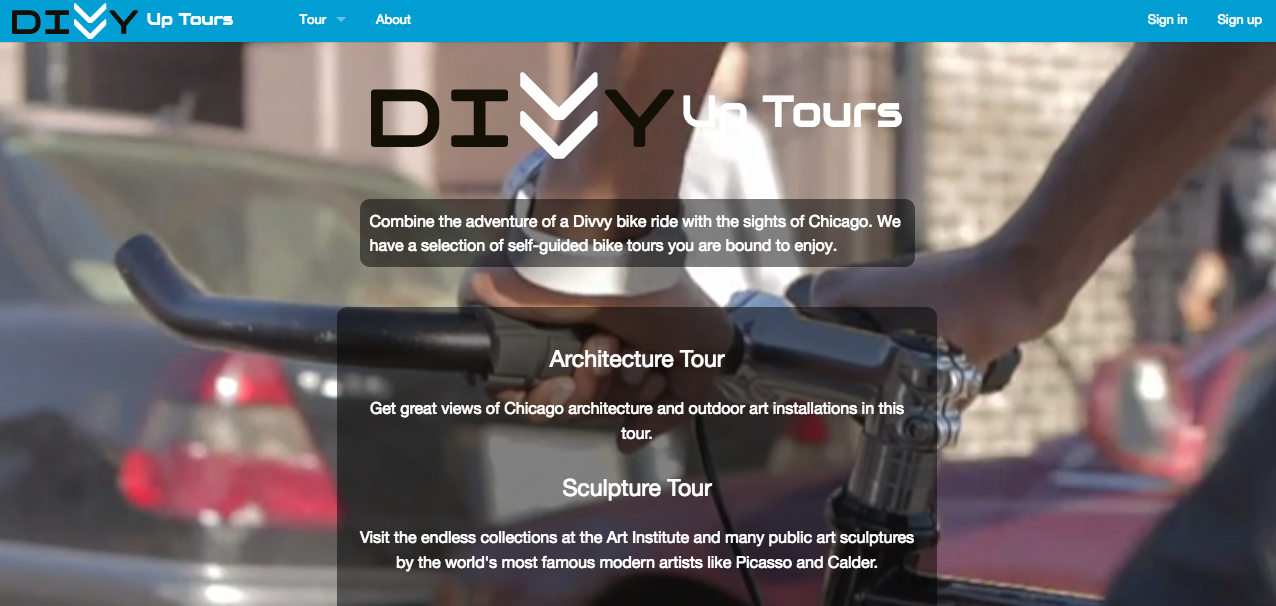 DIVVY Up Tours Tour About Sign in Sign up
DIVVY Up Tours
Combine the adventure of a Divvy bike ride with the sights of Chicago. We
have a selection of self-guided bike tours you are bound to enjoy.
Architecture Tour
Get great views of Chicago architecture and outdoor art installations in this
tour.
Sculpture Tour
Visit the endless collections at the Art Institute and many public art sculptures
by the world's most famous modern artists like Picasso and Calder.